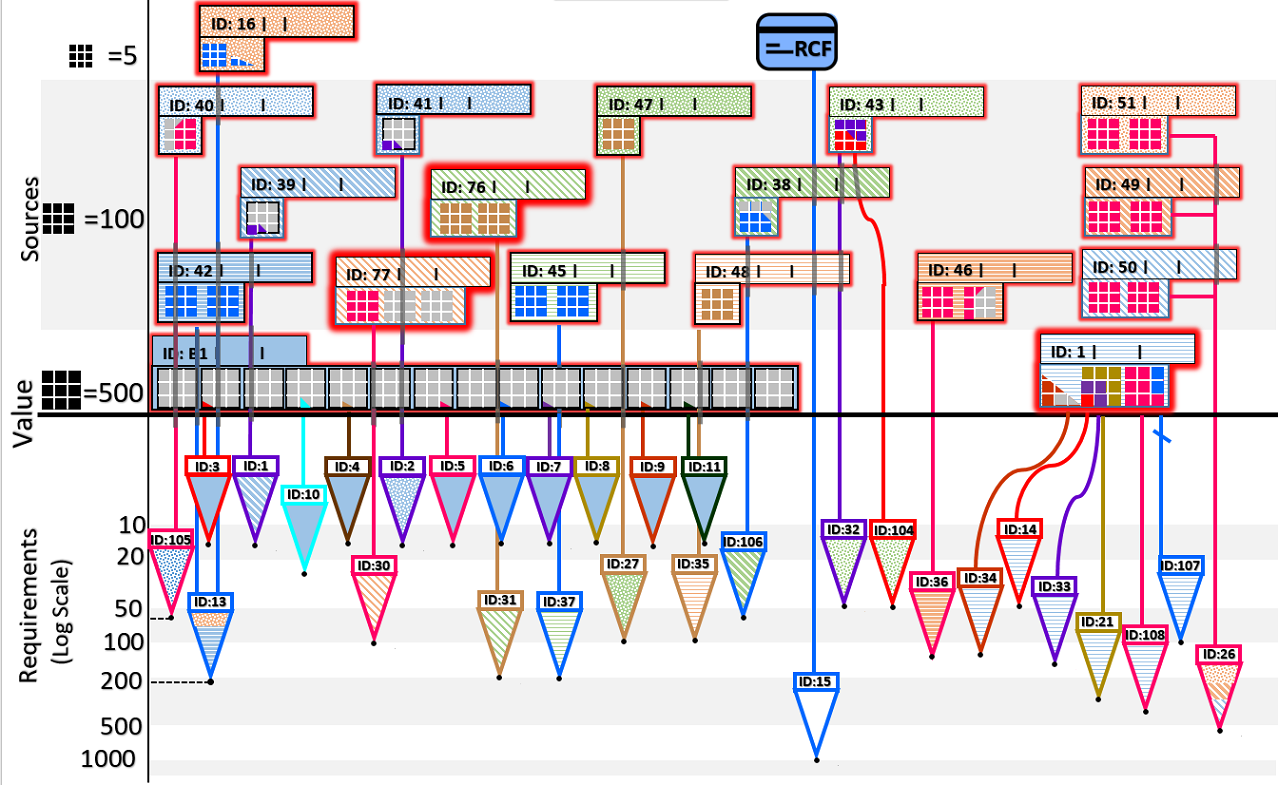 ID: 16 | |
=5
RCF
ID: 40 | |
ID: 41 | |
ID: 47 | |
ID: 43 | |
ID: 51 | |
ID: 39 | |
ID: 76 | |
ID: 38 | |
ID: 49 | |
Sources
=100
ID: 42 | |
ID: 77 | |
ID: 45 | |
ID: 48 | |
ID: 46 | |
ID: 50 | |
ID: B1 | |
ID: 1 | |
Value
=500
ID:3
ID:1
ID:10
ID:4
ID:2
ID:5
ID:6
ID:7
ID:8
ID:9
ID:11
10
ID:105
ID:106
ID:32
ID:104
ID:14
20
ID:30
ID:27
ID:35
ID:36
ID:34
ID:33
ID:107
Requirements
(Log Scale)
ID:13
ID:31
ID:37
50
ID:21
ID:108
100
ID:26
200
ID:15
500
1000